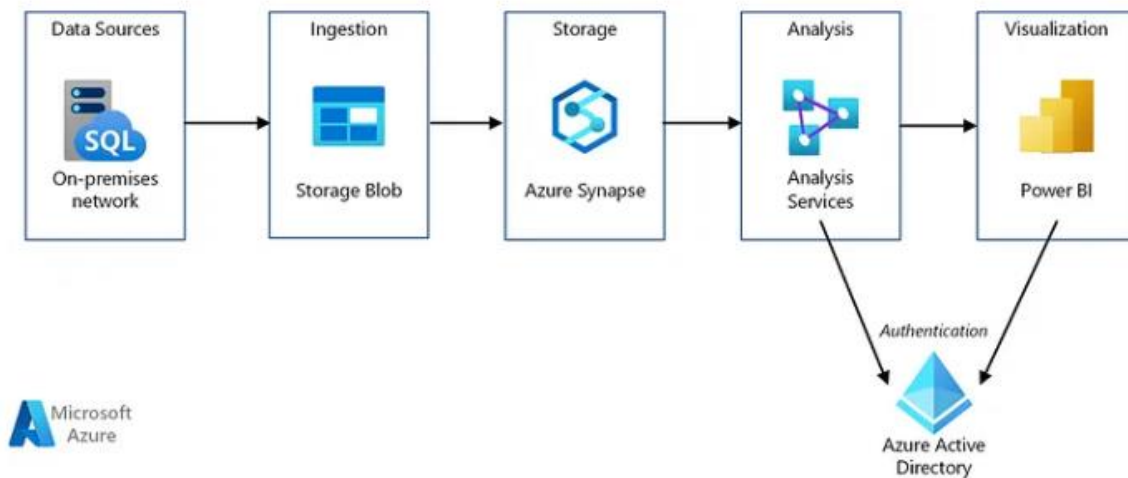 Data Sources
Ingestion
Storage
Analysis
Visualization
SQL
On-premises
network
Storage Blob
Azure Synapse
Analysis
Services
Power BI
Authentication
Azure Active
Directory
Microsoft
Azure